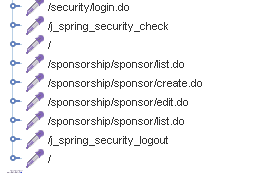 /security/login.do
/j_spring_security_check
/
/sponsorship/sponsor/list.do
/sponsorship/sponsor/create.do
/sponsorship/sponsor/edit.do
/sponsorship/sponsor/list.do
/j_spring_security_logout
/